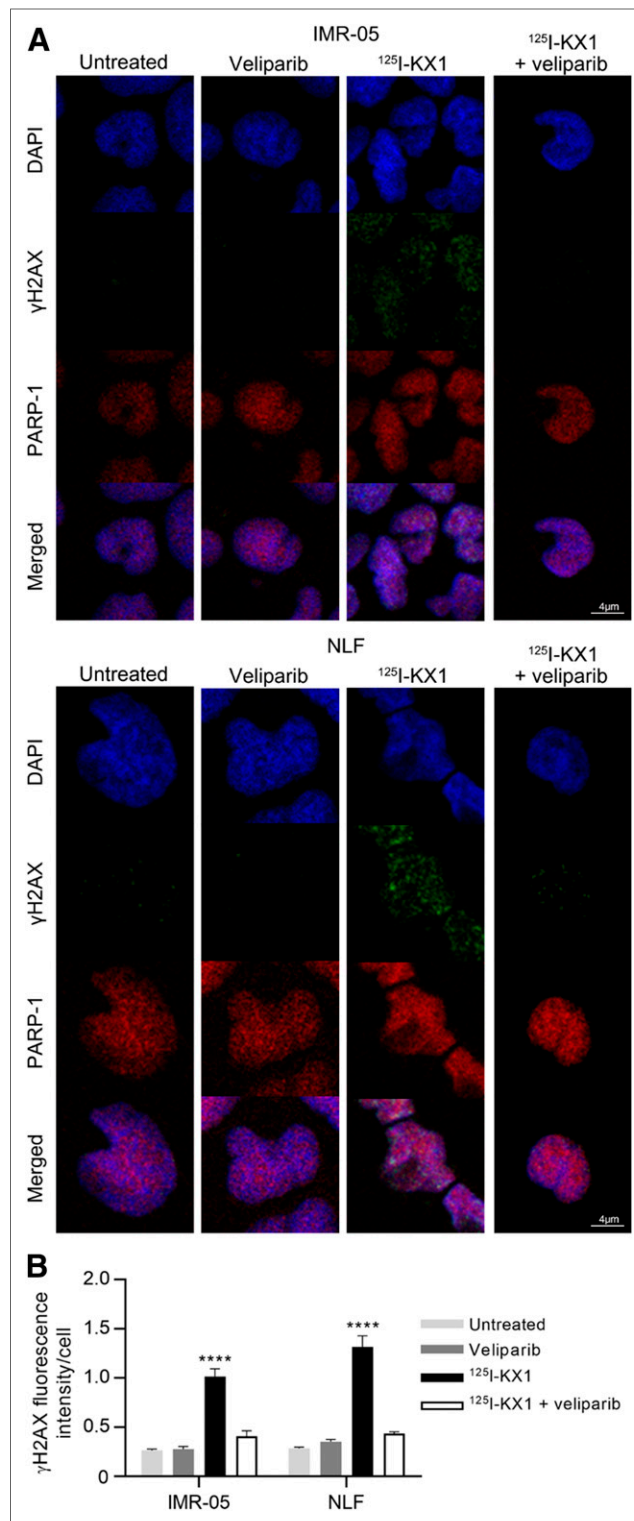 A
IMR-05
Untreated
Veliparib
¹²⁵I-KX1
¹²⁵I-KX1
+ veliparib
DAPI
γH2AX
PARP-1
Merged
4μm
NLF
Untreated
Veliparib
¹²⁵I-KX1
¹²⁵I-KX1
+ veliparib
DAPI
γH2AX
PARP-1
Merged
4μm
B
γH2AX fluorescence
intensity/cell
2.0
1.5
1.0
0.5
0
****
****
IMR-05
NLF
Untreated
Veliparib
¹²⁵I-KX1
¹²⁵I-KX1 + veliparib